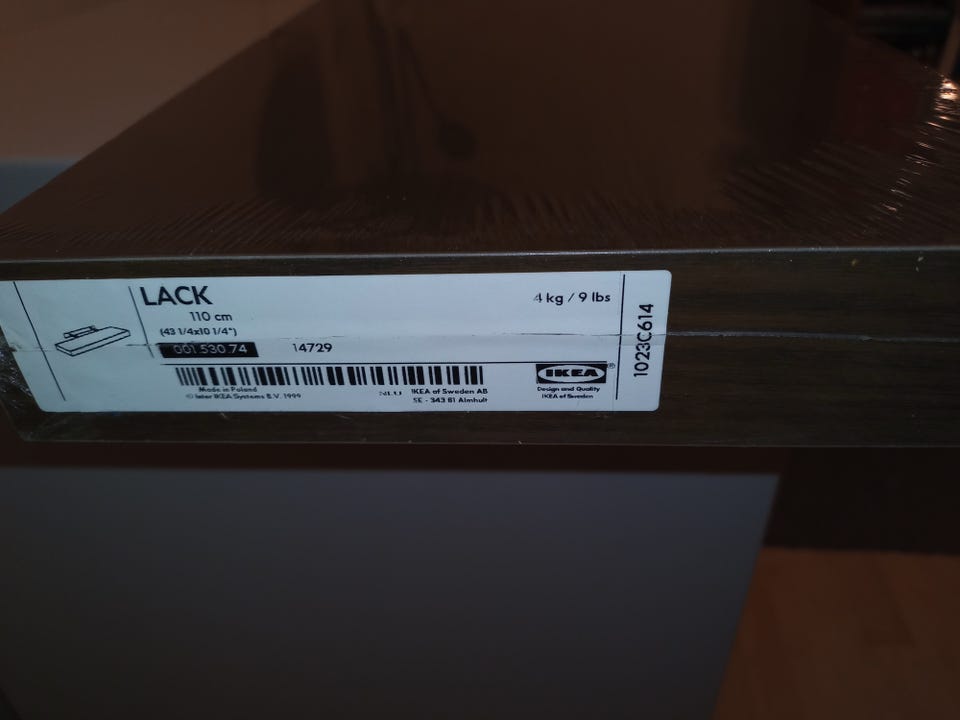 LACK
110 cm
(43 1/4x10 1/4")
4 kg / 9 lbs
001.530.74
14729
Made in Poland
© Inter IKEA Systems B.V. 1999
IKEA of Sweden AB
SE - 343 81 Älmhult
IKEA®
Design and Quality
IKEA of Sweden
1023C614